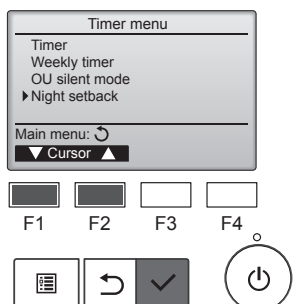 Timer menu
Timer
Weekly timer
OU silent mode
Night setback
Main menu:
Cursor
F1 F2 F3 F4